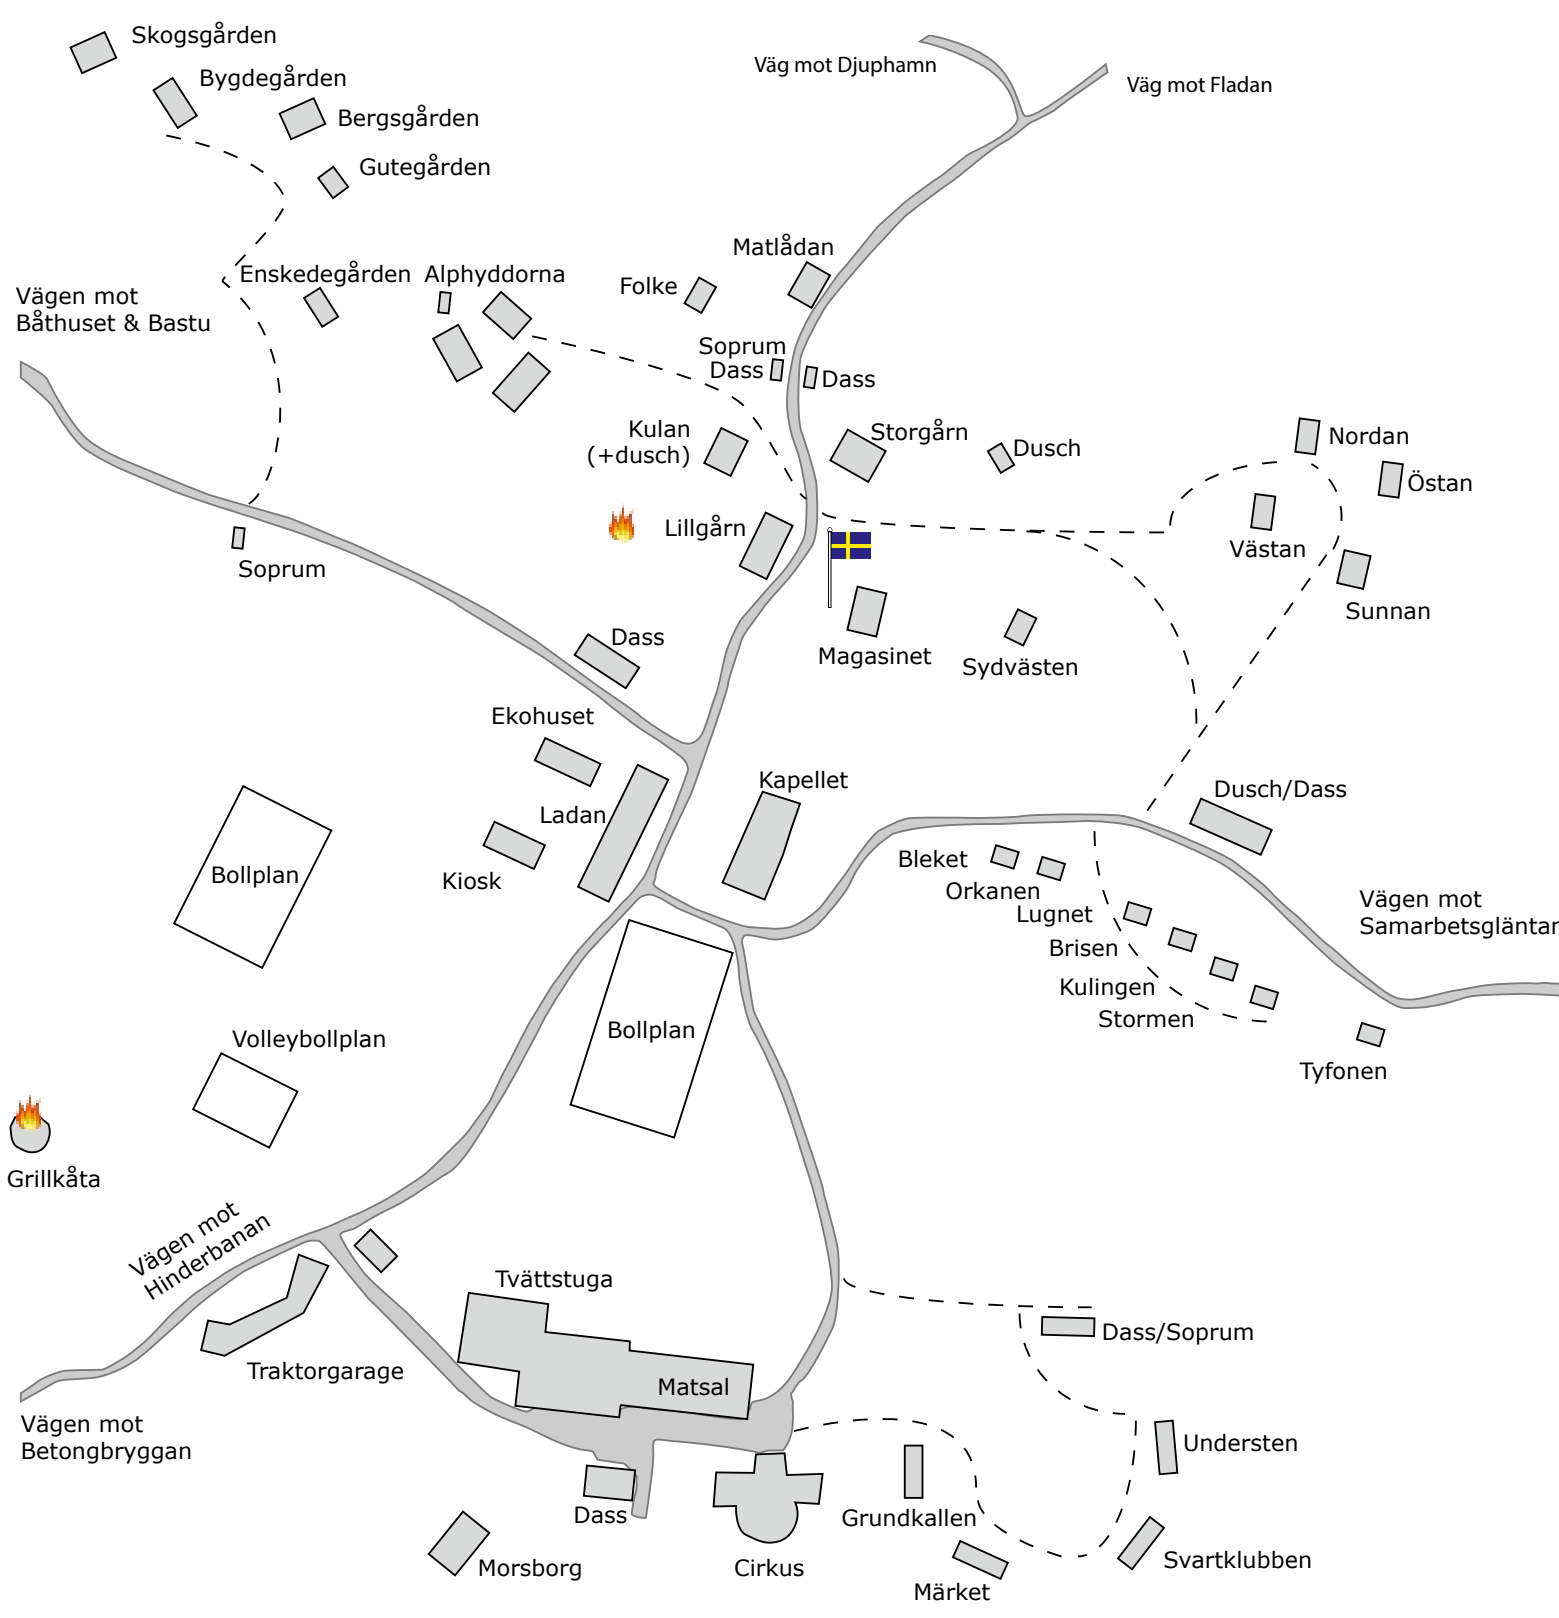 Skogsgården
Väg mot Djuphamn
Bygdegården
Väg mot Fladan
Bergsgården
Gutegården
Matlådan
Enskedegården
Alphyddorna
Folke
Vägen mot
Båthuset & Bastu
Soprum
Dass
Dass
Kulan
(+dusch)
Storgårn
Dusch
Nordan
Östan
Lillgårn
Västan
Soprum
Sunnan
Dass
Magasinet
Sydvästen
Ekohuset
Kapellet
Dusch/Dass
Ladan
Bollplan
Kiosk
Bleket
Orkanen
Lugnet
Brisen
Kulingen
Stormen
Vägen mot
Samarbetsgläntan
Bollplan
Volleybollplan
Tyfonen
Grillkåta
Vägen mot
Hinderbanan
Tvättstuga
Dass/Soprum
Traktorgarage
Matsal
Vägen mot
Betongbryggan
Understen
Dass
Grundkallen
Morsborg
Cirkus
Svartklubben
Märket